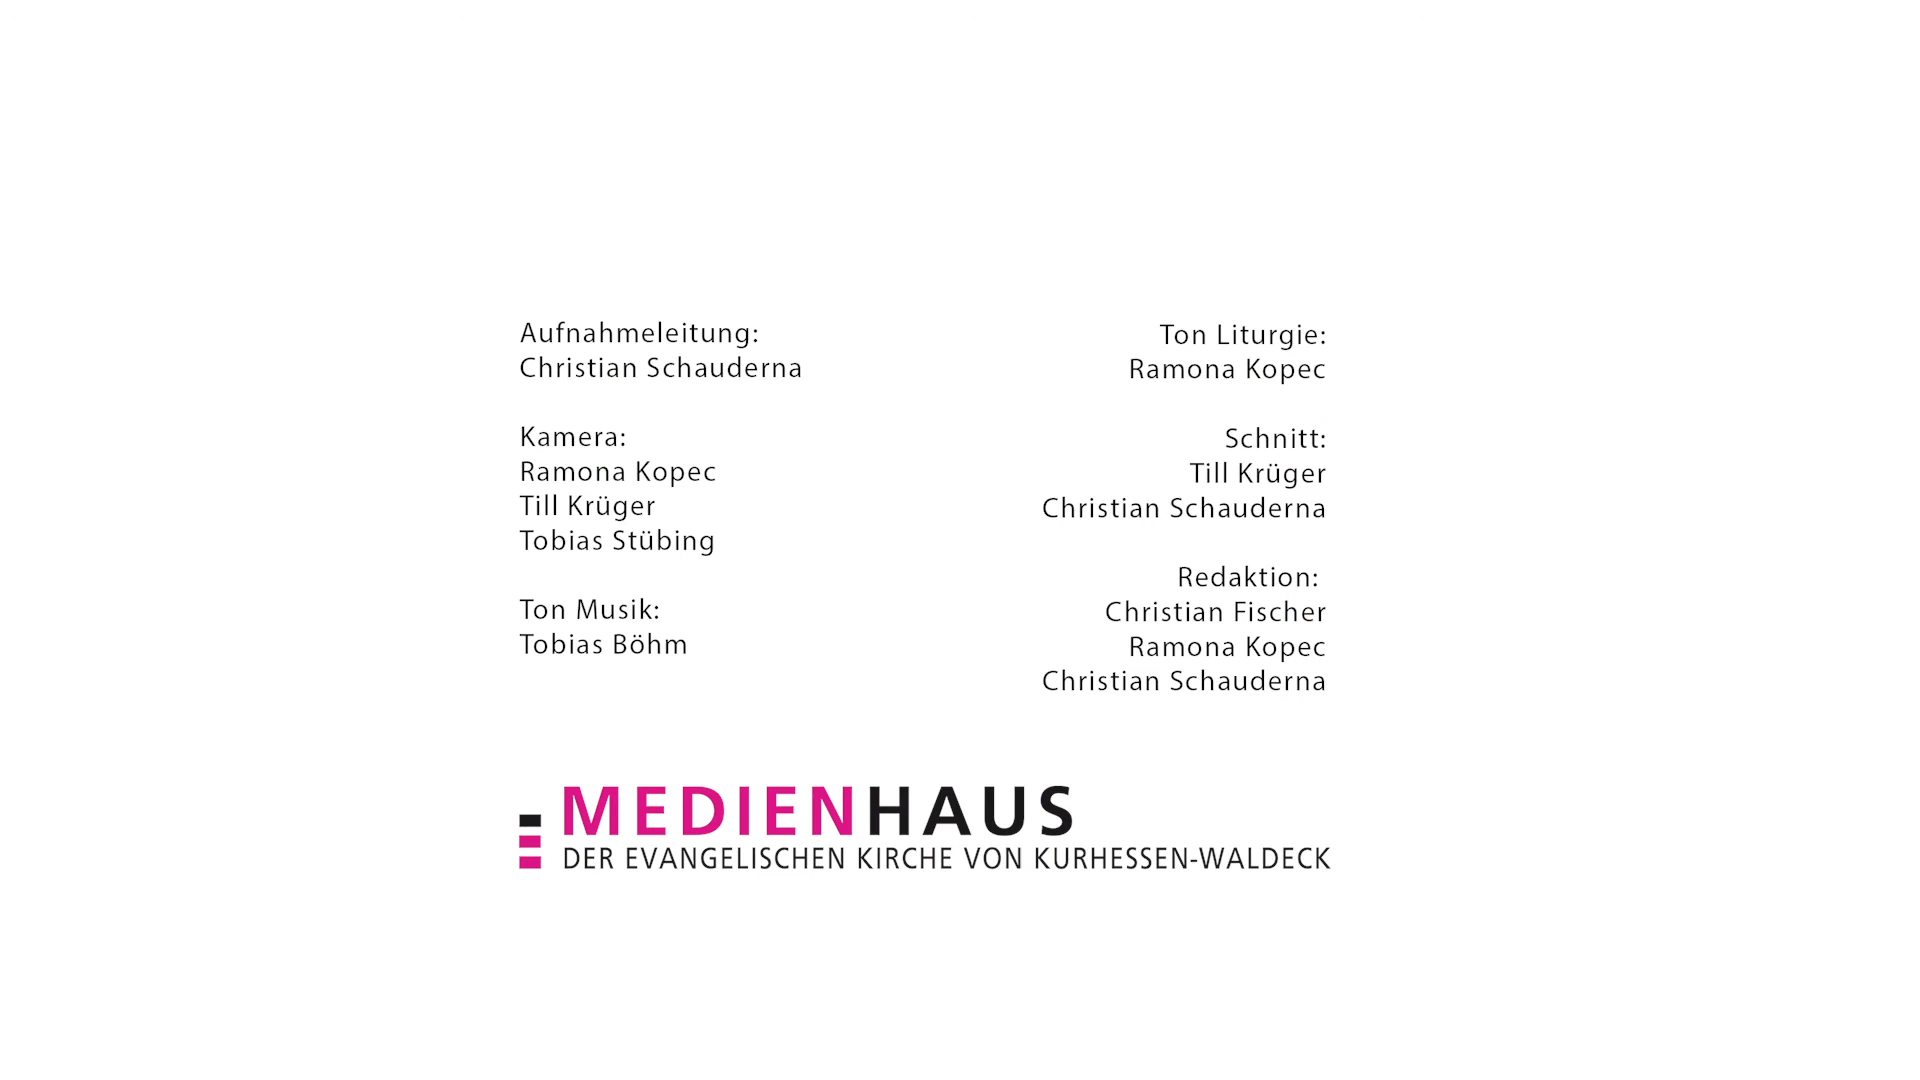 Aufnahmeleitung:
Christian Schauderna
Kamera:
Ramona Kopec
Till Krüger
Tobias Stübing
Ton Musik:
Tobias Böhm
Ton Liturgie:
Ramona Kopec
Schnitt:
Till Krüger
Christian Schauderna
Redaktion:
Christian Fischer
Ramona Kopec
Christian Schauderna
MEDIENHAUS
DER EVANGELISCHEN KIRCHE VON KURHESSEN-WALDECK